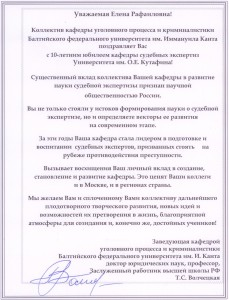 Уважаемая Елена Рафаиловна!
Коллектив кафедры уголовного процесса и криминалистики
Балтийского федерального университета им. Иммануила Канта
поздравляет Вас
с 10-летним юбилеем кафедры судебных экспертиз
Университета им. О.Е. Кутафина!
Существенный вклад коллектива Вашей кафедры в развитие
науки судебной экспертизы признан научной
общественностью России.
Вы не только стояли у истоков формирования науки о судебной
экспертизе, но и определяете векторы ее развития
на современном этапе.
За эти годы Ваша кафедра стала лидером в подготовке и
воспитании судебных экспертов, призванных стоять на
рубеже противодействия преступности.
Вызывает восхищения Ваш личный вклад в создание,
становление и развитие кафедры. Это ценят Ваши коллеги
и в Москве, и в регионах страны.
Мы желаем Вам и сплоченному Вами коллективу дальнейшего
плодотворного творческого развития, новых идей и
возможностей их претворения в жизнь, благоприятной
атмосферы для созидания и, конечно же, достойных учеников!
Заведующая кафедрой
уголовного процесса и криминалистики
Балтийского федерального университета им. И. Канта
доктор юридических наук, профессор,
Заслуженный работник высшей школы РФ
Т.С. Волчецкая